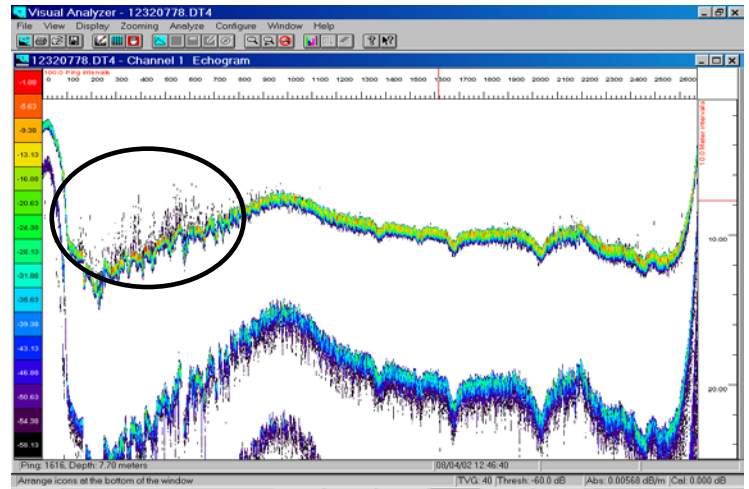 Visual Analyzer - 12320778.DT4
File View Display Zooming Analyze Configure Window Help
12320778.DT4 - Channel 1 Echogram
100.0 Ping Intervals
0 100 200 300 400 500 600 700 800 900 1000 1100 1200 1300 1400 1500 1600 1700 1800 1900 2000 2100 2200 2300 2400 2500 2600
-1.88
-5.63
-9.38
-13.13
-16.88
-20.63
-24.38
-28.13
-31.88
-35.63
-39.38
-43.13
-46.88
-50.63
-54.38
-58.13
10.0 Meter Intervals
10.00
20.00
Ping: 1616, Depth: 7.70 meters 08/04/02 12:46:40
Arrange icons at the bottom of the window TVG: 40 Thresh: -60.0 dB Abs: 0.00568 dB/m Cal: 0.000 dB